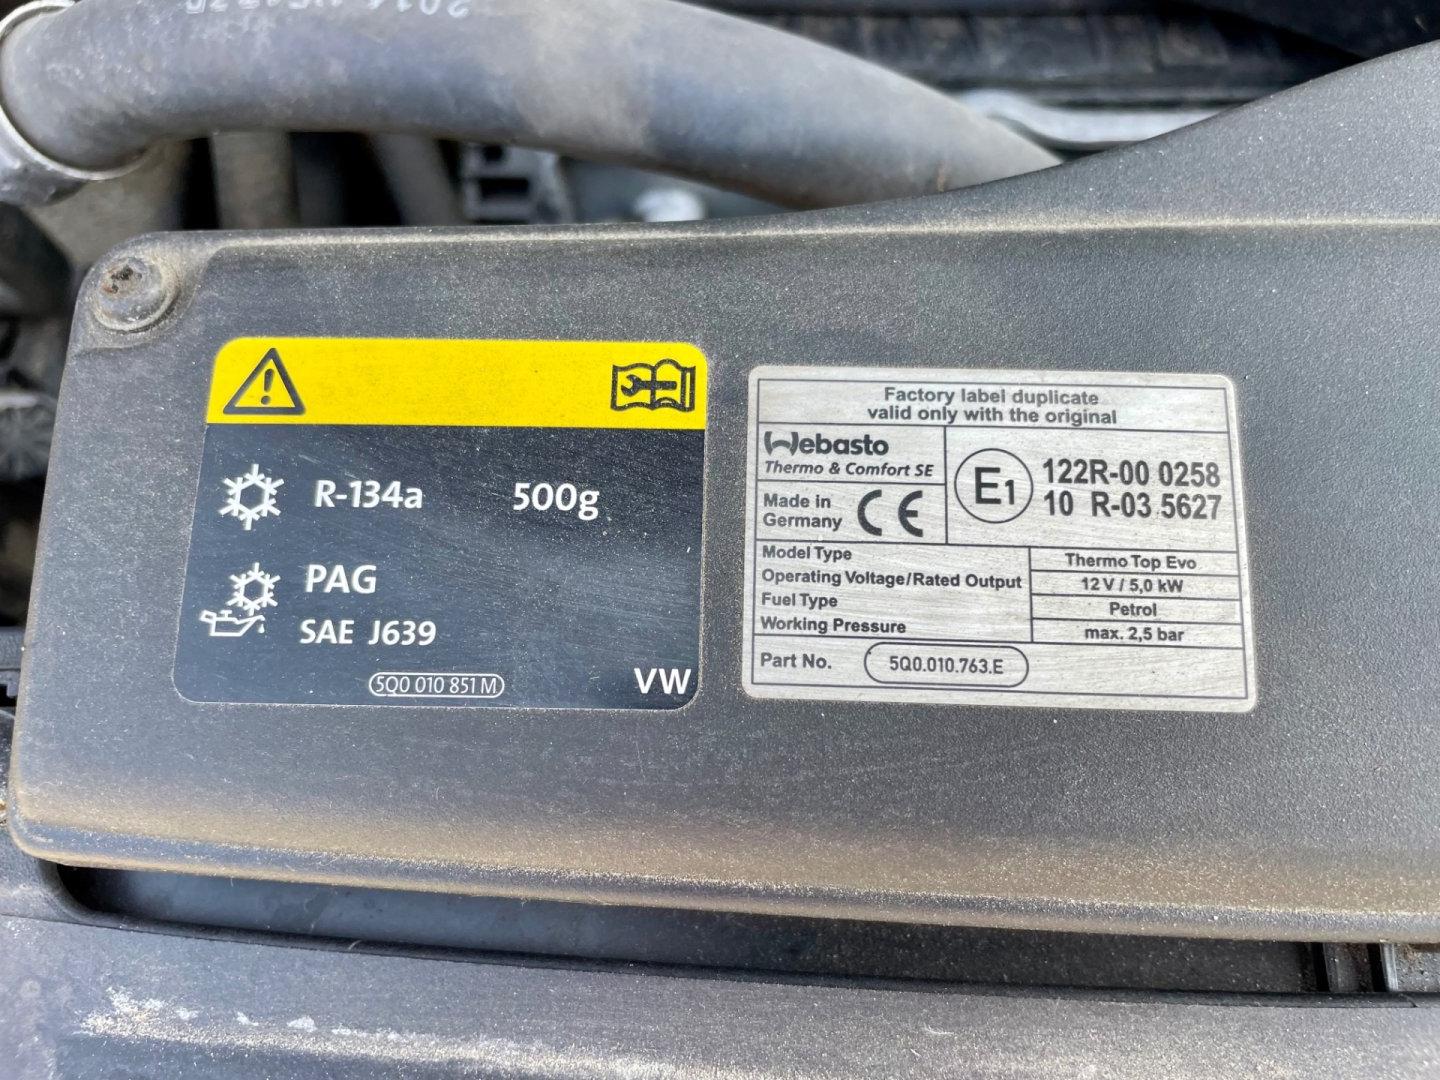 R-134a 500g
PAG
SAE J639
5Q0 010 851 M
VW
Factory label duplicate
valid only with the original
Webasto
Thermo & Comfort SE
Made in
Germany
CE
E1
122R-00 0258
10 R-03 5627
Model Type Thermo Top Evo
Operating Voltage/Rated Output 12 V / 5,0 kW
Fuel Type Petrol
Working Pressure max. 2,5 bar
Part No. 5Q0.010.763.E